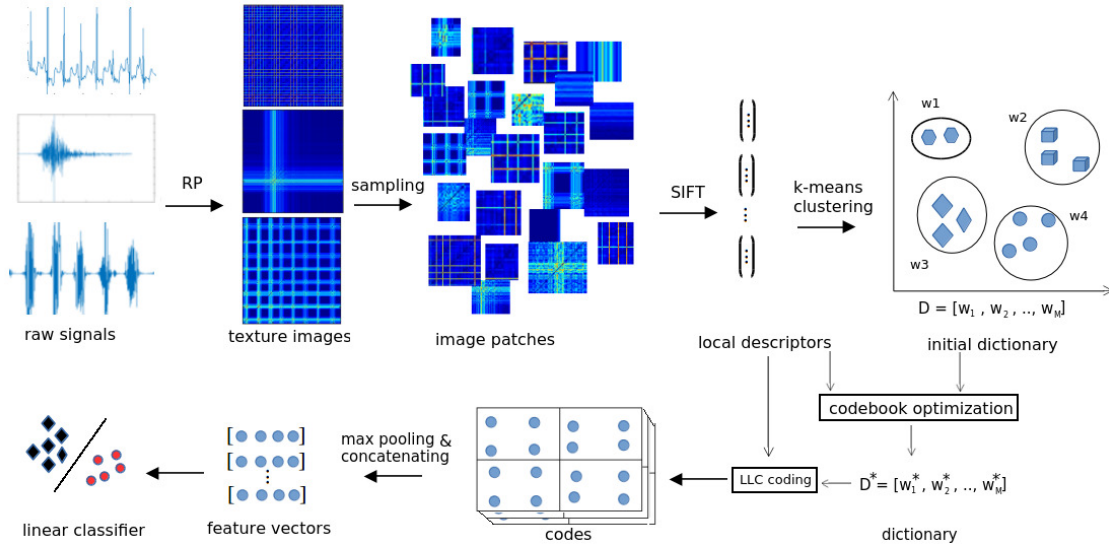 RP
sampling
SIFT
k-means
clustering
w1
w2
w3
w4
D = [w1 , w2 , .., wM]
raw signals
texture images
image patches
local descriptors
initial dictionary
codebook optimization
max pooling &
concatenating
LLC coding
D* = [w1*, w2*, .., wM*]
linear classifier
feature vectors
codes
dictionary